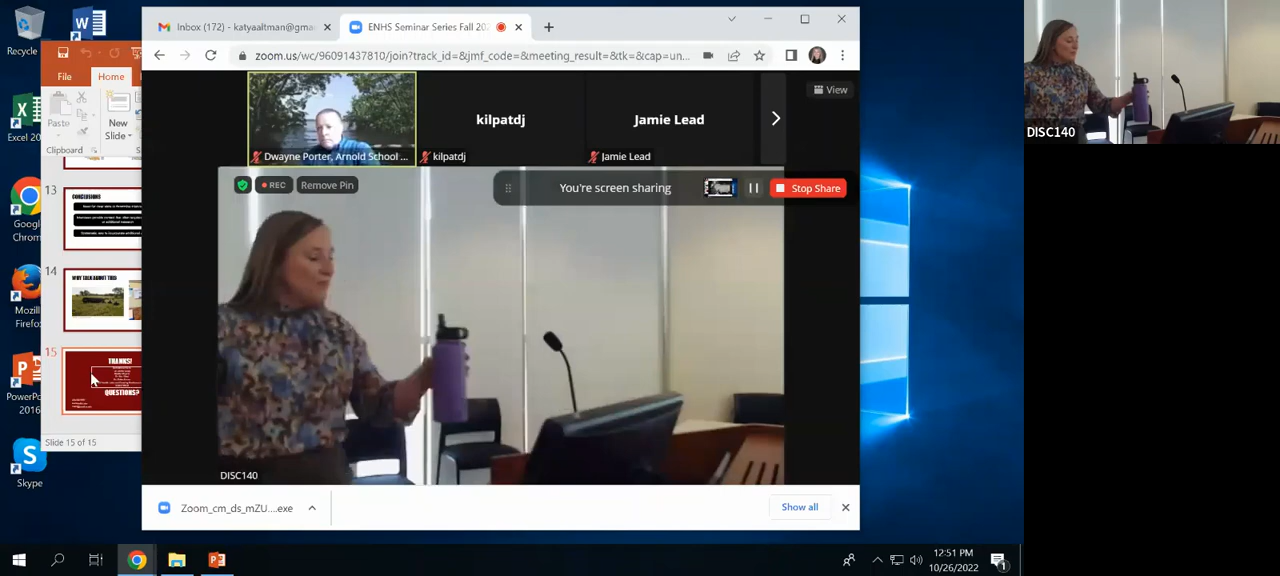 Recycle
Excel 20
Google
Chrom
Mozil
Firefo
PowerPo
2016
Skype
File
Home
Paste
New
Slide
Clipboard
13
CONCLUSIONS
14
WHY TALK ABOUT THIS
15
THANKS!
QUESTIONS?
Slide 15 of 15
Inbox (172) - katyaaltman@gma
ENHS Seminar Series Fall 202
zoom.us/wc/96091437810/join?track_id=&jmf_code=&meeting_result=&tk=&cap=un...
View
Dwayne Porter, Arnold School ...
kilpatdj
kilpatdj
Jamie Lead
Jamie Lead
REC
Remove Pin
You're screen sharing
Stop Share
DISC140
Zoom_cm_ds_mZU....exe
Show all
DISC140
12:51 PM
10/26/2022
1